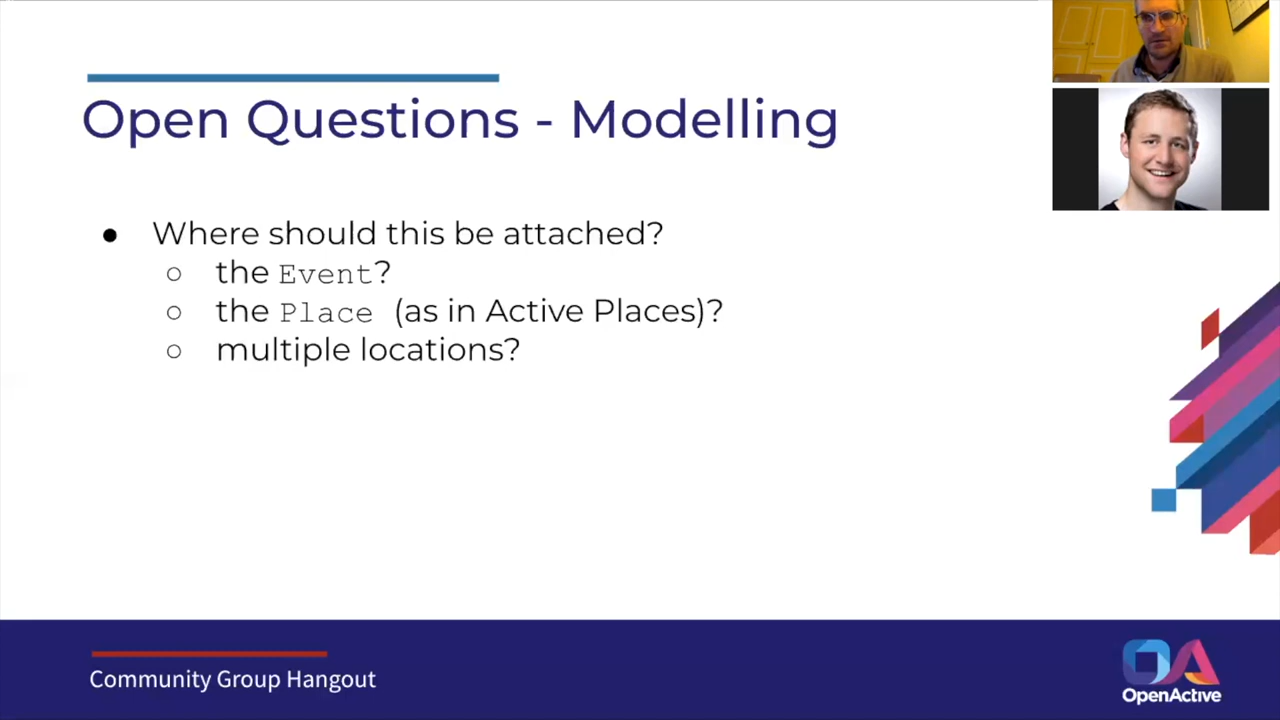 Open Questions - Modelling
● Where should this be attached?
○ the Event?
○ the Place (as in Active Places)?
○ multiple locations?
Community Group Hangout
OpenActive